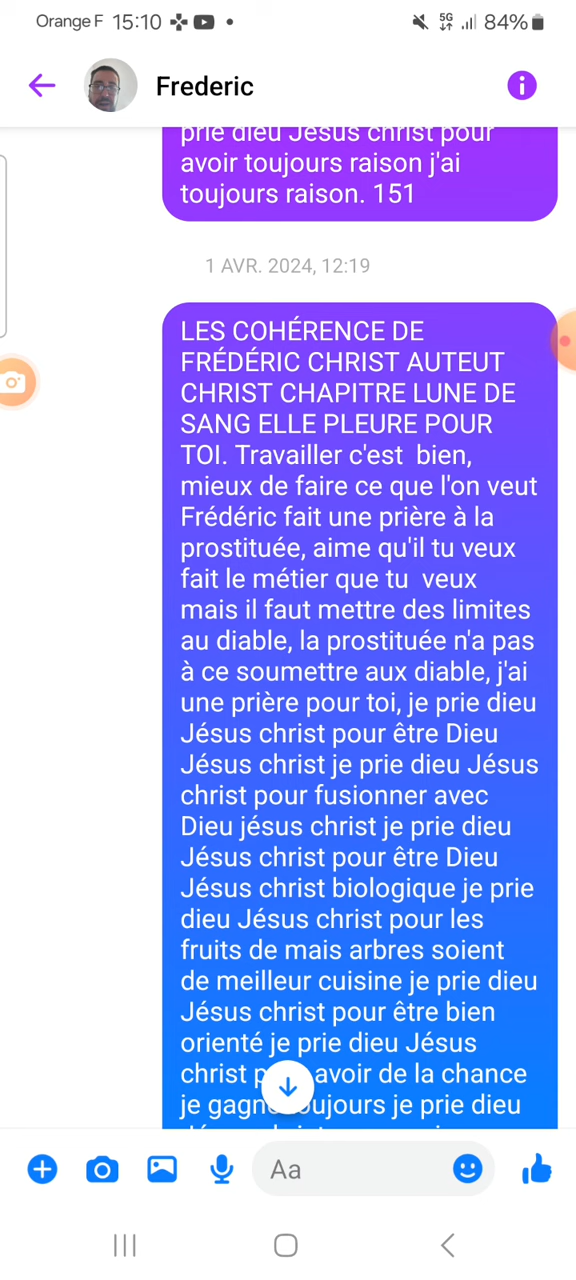 Orange F 15:10
5G 84%
Frederic
prie dieu Jésus christ pour
avoir toujours raison j'ai
toujours raison. 151
1 AVR. 2024, 12:19
LES COHÉRENCE DE
FRÉDÉRIC CHRIST AUTEUT
CHRIST CHAPITRE LUNE DE
SANG ELLE PLEURE POUR
TOI. Travailler c'est bien,
mieux de faire ce que l'on veut
Frédéric fait une prière à la
prostituée, aime qu'il tu veux
fait le métier que tu veux
mais il faut mettre des limites
au diable, la prostituée n'a pas
à ce soumettre aux diable, j'ai
une prière pour toi, je prie dieu
Jésus christ pour être Dieu
Jésus christ je prie dieu Jésus
christ pour fusionner avec
Dieu jésus christ je prie dieu
Jésus christ pour être Dieu
Jésus christ biologique je prie
dieu Jésus christ pour les
fruits de mais arbres soient
de meilleur cuisine je prie dieu
Jésus christ pour être bien
orienté je prie dieu Jésus
christ avoir de la chance
je toujours je prie dieu
Aa